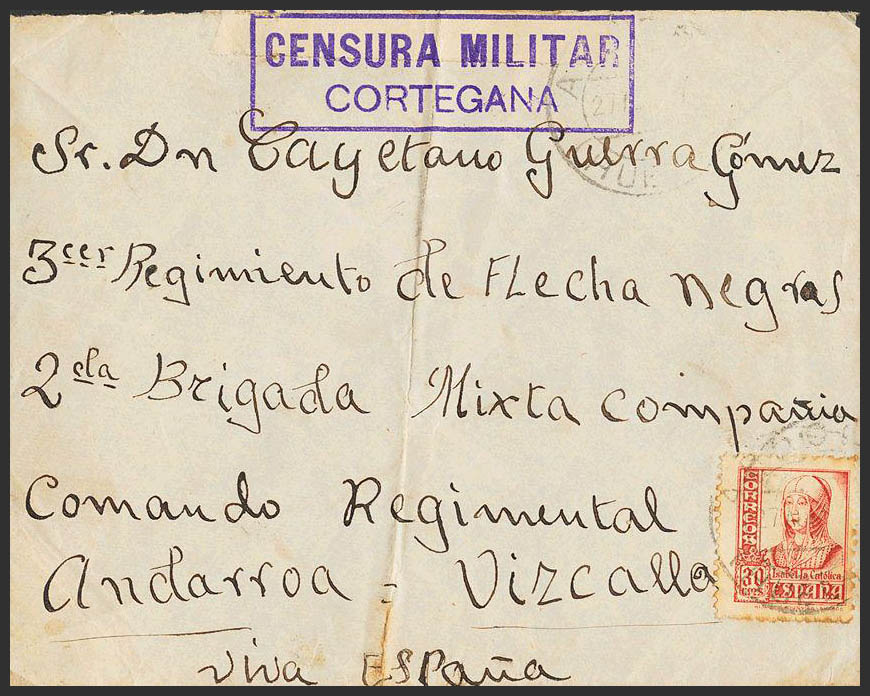 CENSURA MILITAR
CORTEGANA
Sr. Dn Cayetano Guerra Gómez
3cer Regimiento de Flecha negras
2da Brigada Mixta Compañia
Comando Regimental
Andarroa = Vizcalla
Viva España
CORREOS
30
CTS
Isabel la Católica
ESPAÑA